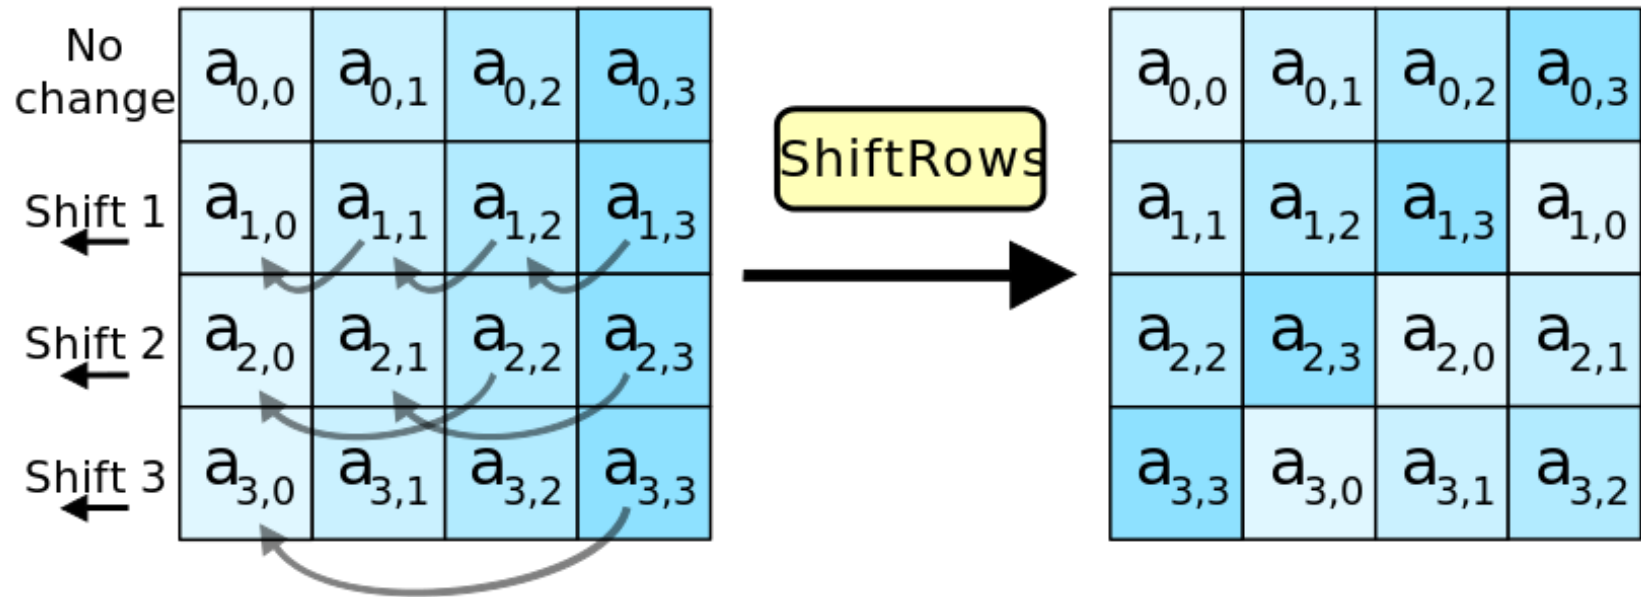 No
change
a0,0 a0,1 a0,2 a0,3
Shift 1
a1,0 a1,1 a1,2 a1,3
Shift 2
a2,0 a2,1 a2,2 a2,3
Shift 3
a3,0 a3,1 a3,2 a3,3
ShiftRows
a0,0 a0,1 a0,2 a0,3
a1,1 a1,2 a1,3 a1,0
a2,2 a2,3 a2,0 a2,1
a3,3 a3,0 a3,1 a3,2